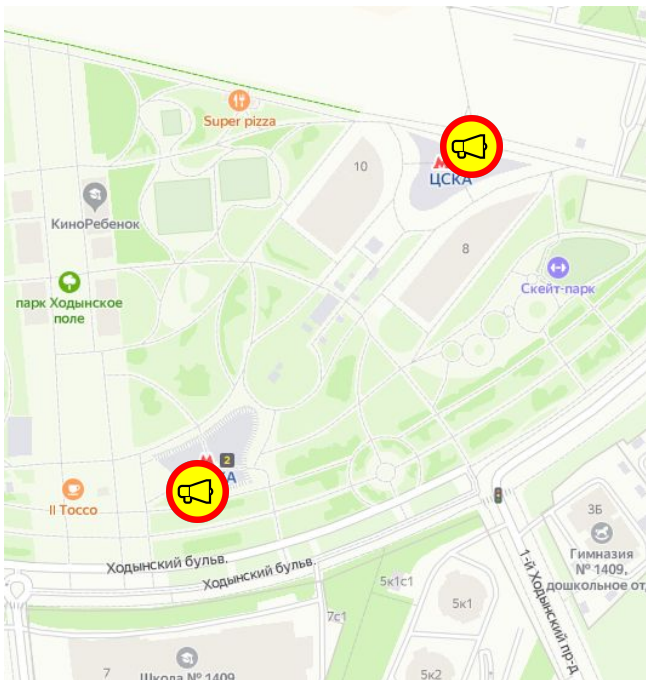 Super pizza
10
ЦСКА
КиноРебенок
8
Скейт-парк
парк Ходынское
поле
2
Il Tocco
3Б
Гимназия
№ 1409,
дошкольное от
Ходынский бульв.
Ходынский бульв.
1-й Ходынский пр-д
5к1с1
5к1
7с1
7
Школа № 1409
5к2